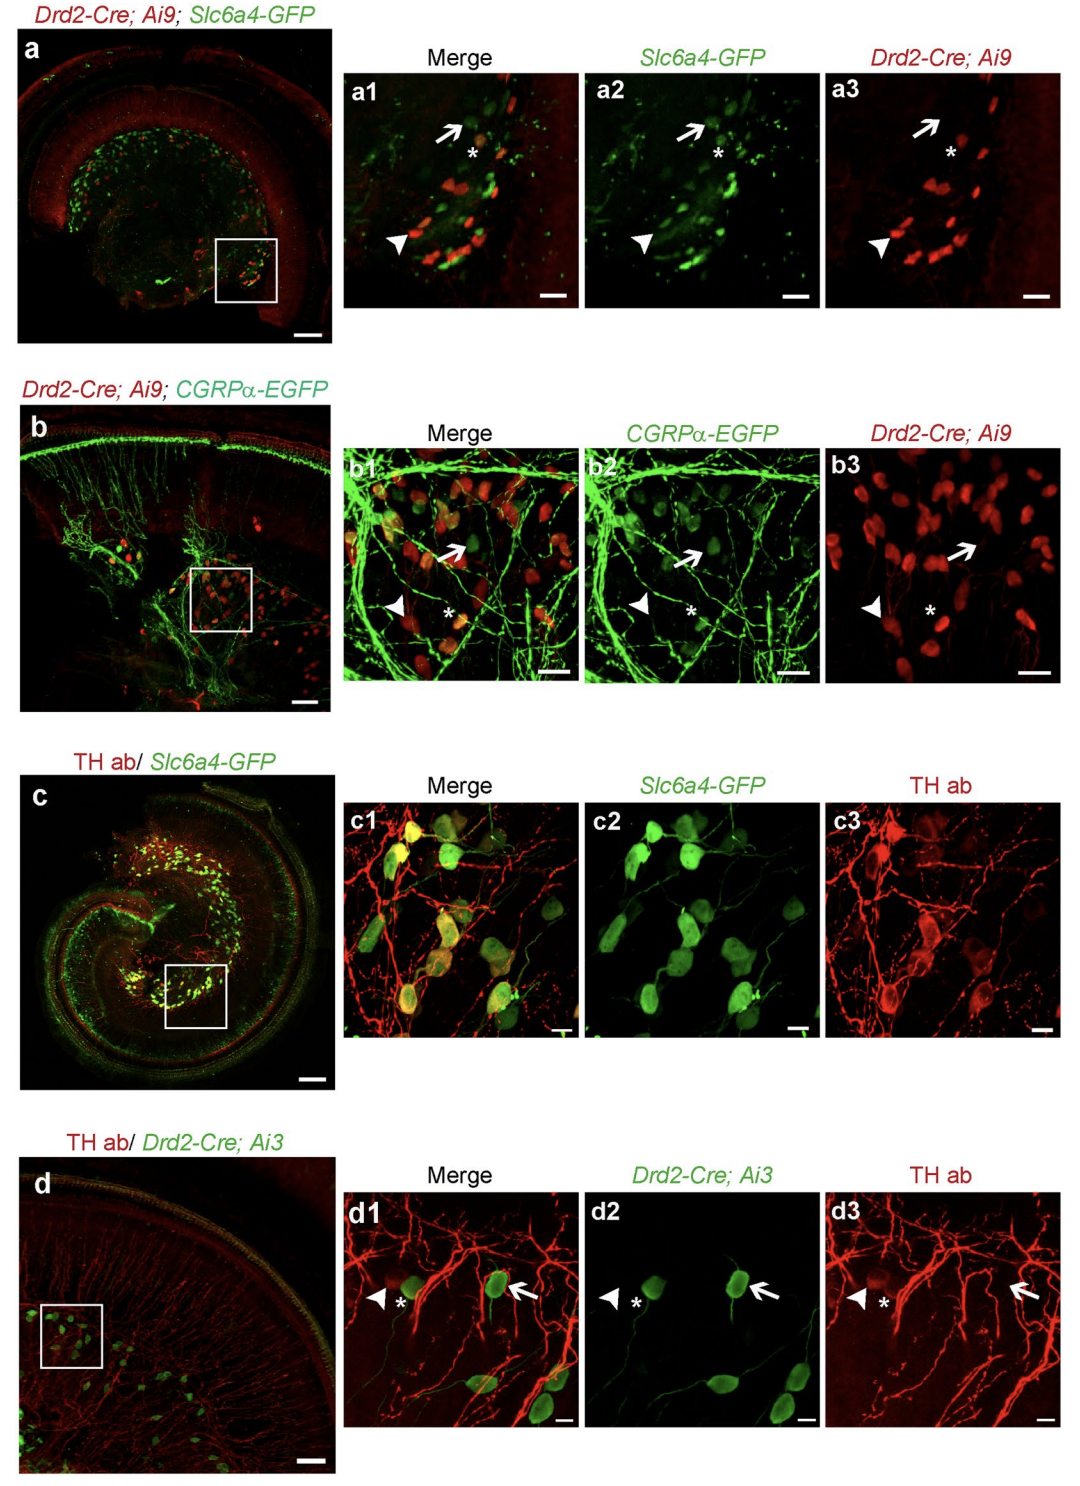 Drd2-Cre; Ai9; Slc6a4-GFP
a
Merge
Slc6a4-GFP
Drd2-Cre; Ai9
a1
a2
a3
*
*
*
Drd2-Cre; Ai9; CGRPα-EGFP
b
Merge
CGRPα-EGFP
Drd2-Cre; Ai9
b1
b2
b3
*
*
*
TH ab/ Slc6a4-GFP
c
Merge
Slc6a4-GFP
TH ab
c1
c2
c3
TH ab/ Drd2-Cre; Ai3
d
Merge
Drd2-Cre; Ai3
TH ab
d1
d2
d3
*
*
*